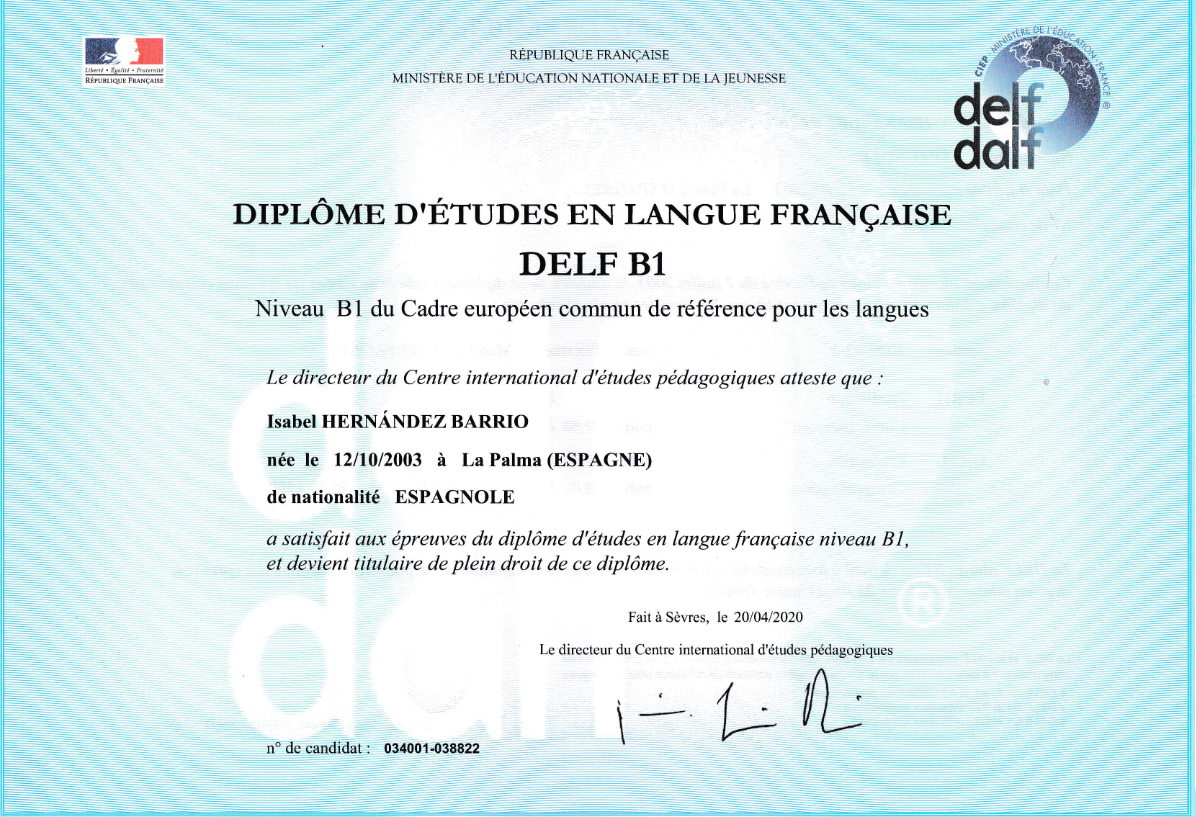 Liberté • Égalité • Fraternité
RÉPUBLIQUE FRANÇAISE
RÉPUBLIQUE FRANÇAISE
MINISTÈRE DE L'ÉDUCATION NATIONALE ET DE LA JEUNESSE
CIEP · MINISTÈRE DE L'ÉDUCATION · FRANCE ®
delf
dalf
DIPLÔME D'ÉTUDES EN LANGUE FRANÇAISE
DELF B1
Niveau B1 du Cadre européen commun de référence pour les langues
Le directeur du Centre international d'études pédagogiques atteste que :
Isabel HERNÁNDEZ BARRIO
née le 12/10/2003 à La Palma (ESPAGNE)
de nationalité ESPAGNOLE
a satisfait aux épreuves du diplôme d'études en langue française niveau B1,
et devient titulaire de plein droit de ce diplôme.
Fait à Sèvres, le 20/04/2020
Le directeur du Centre international d'études pédagogiques
n° de candidat : 034001-038822